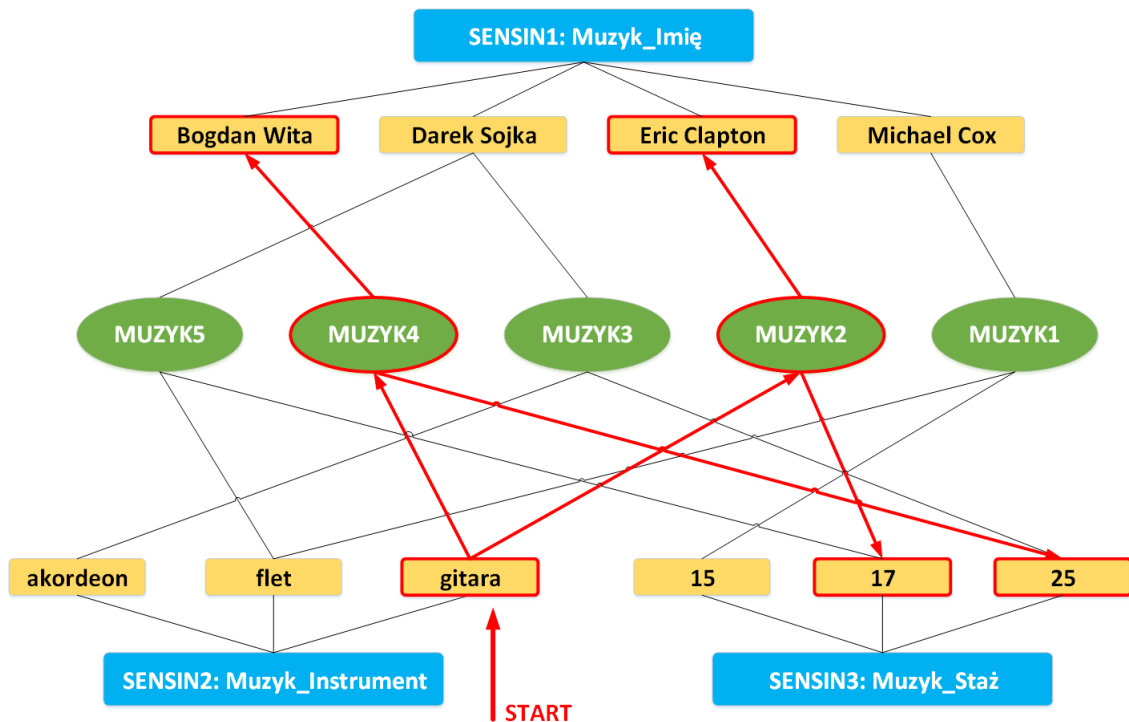 SENSIN1: Muzyk_Imię
Bogdan Wita
Darek Sojka
Eric Clapton
Michael Cox
MUZYK5
MUZYK4
MUZYK3
MUZYK2
MUZYK1
akordeon
flet
gitara
15
17
25
SENSIN2: Muzyk_Instrument
SENSIN3: Muzyk_Staż
START